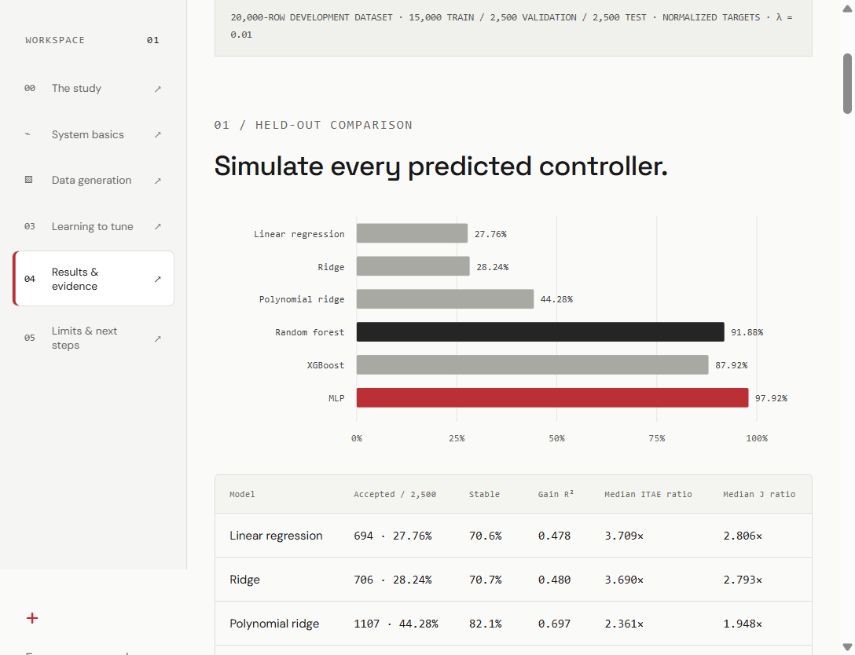 WORKSPACE 01
00 The study ↗
~ System basics ↗
Data generation ↗
03 Learning to tune ↗
04 Results & evidence ↗
05 Limits & next steps ↗
+
20,000-ROW DEVELOPMENT DATASET · 15,000 TRAIN / 2,500 VALIDATION / 2,500 TEST · NORMALIZED TARGETS · λ =
0.01
01 / HELD-OUT COMPARISON
Simulate every predicted controller.
Linear regression 27.76%
Ridge 28.24%
Polynomial ridge 44.28%
Random forest 91.88%
XGBoost 87.92%
MLP 97.92%
0% 25% 50% 75% 100%
Model Accepted / 2,500 Stable Gain R² Median ITAE ratio Median J ratio
Linear regression 694 · 27.76% 70.6% 0.478 3.709× 2.806×
Ridge 706 · 28.24% 70.7% 0.480 3.690× 2.793×
Polynomial ridge 1107 · 44.28% 82.1% 0.697 2.361× 1.948×